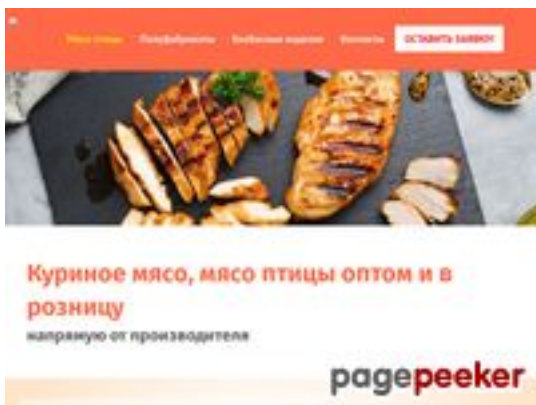 Мясо птицы Полуфабрикаты Колбасные изделия Контакты ОСТАВИТЬ ЗАЯВКУ
Куриное мясо, мясо птицы оптом и в
розницу
напрямую от производителя
pagepeeker